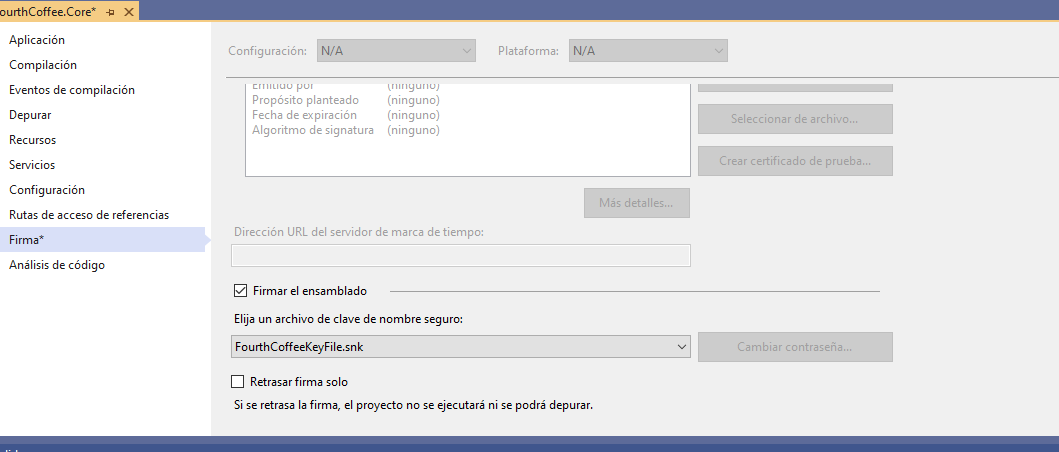 ourthCoffee.Core*
Aplicación
Compilación
Eventos de compilación
Depurar
Recursos
Servicios
Configuración
Rutas de acceso de referencias
Firma*
Análisis de código
Configuración: N/A Plataforma: N/A
Emitido por (ninguno)
Propósito planteado (ninguno)
Fecha de expiración (ninguno)
Algoritmo de signatura (ninguno)
Seleccionar de archivo...
Crear certificado de prueba...
Más detalles...
Dirección URL del servidor de marca de tiempo:
Firmar el ensamblado
Elija un archivo de clave de nombre seguro:
FourthCoffeeKeyFile.snk
Cambiar contraseña...
Retrasar firma solo
Si se retrasa la firma, el proyecto no se ejecutará ni se podrá depurar.